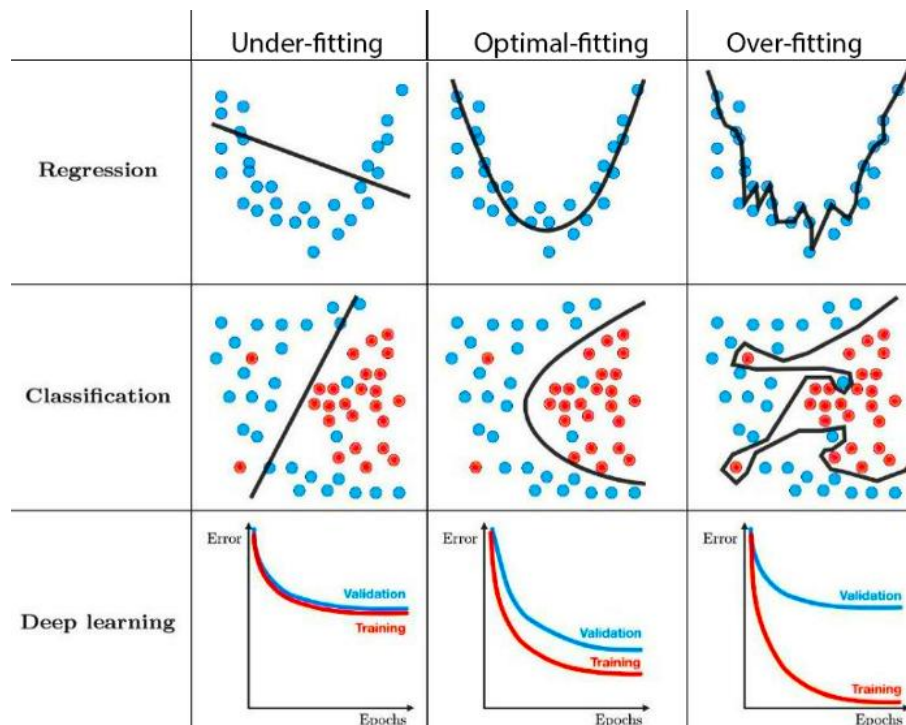 Under-fitting
Optimal-fitting
Over-fitting
Regression
Classification
Deep learning
Error
Validation
Training
Epochs
Error
Validation
Training
Epochs
Error
Validation
Training
Epochs